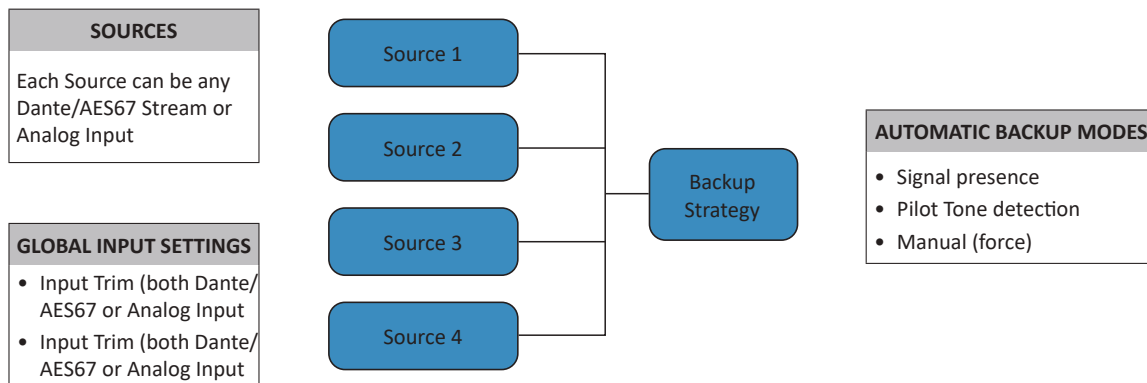 SOURCES
Each Source can be any
Dante/AES67 Stream or
Analog Input
GLOBAL INPUT SETTINGS
• Input Trim (both Dante/
AES67 or Analog Input
• Input Trim (both Dante/
AES67 or Analog Input
Source 1
Source 2
Source 3
Source 4
Backup
Strategy
AUTOMATIC BACKUP MODES
• Signal presence
• Pilot Tone detection
• Manual (force)